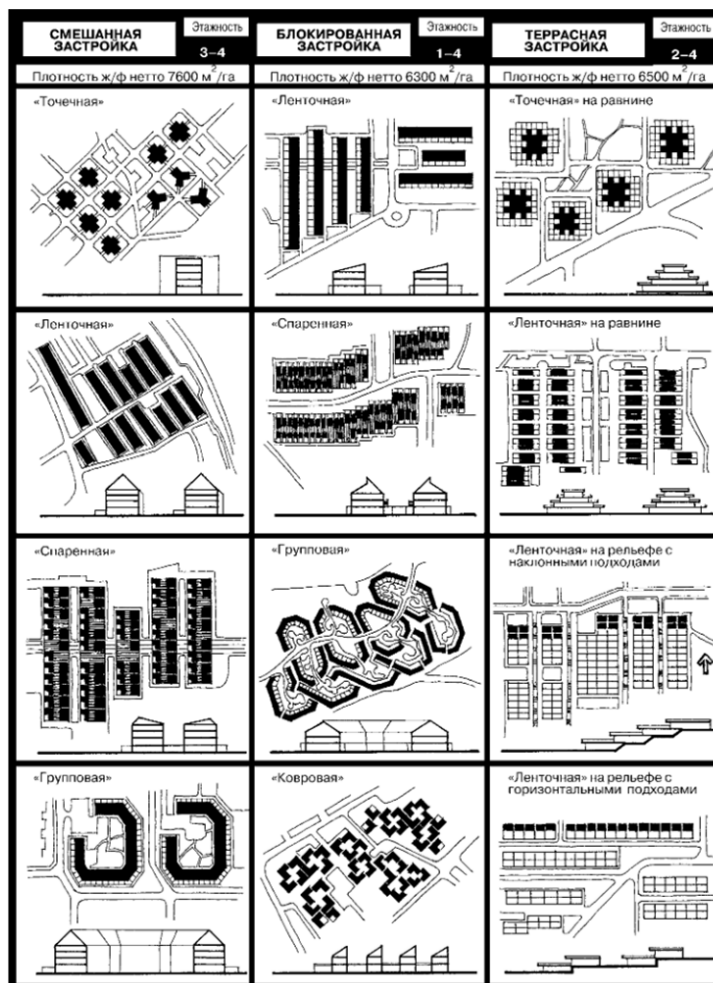 СМЕШАННАЯ
ЗАСТРОЙКА
Этажность
3–4
Плотность ж/ф нетто 7600 м²/га
«Точечная»
«Ленточная»
«Спаренная»
«Групповая»
БЛОКИРОВАННАЯ
ЗАСТРОЙКА
Этажность
1–4
Плотность ж/ф нетто 6300 м²/га
«Ленточная»
«Спаренная»
«Групповая»
«Ковровая»
ТЕРРАСНАЯ
ЗАСТРОЙКА
Этажность
2–4
Плотность ж/ф нетто 6500 м²/га
«Точечная» на равнине
«Ленточная» на равнине
«Ленточная» на рельефе с
наклонными подходами
«Ленточная» на рельефе с
горизонтальными подходами